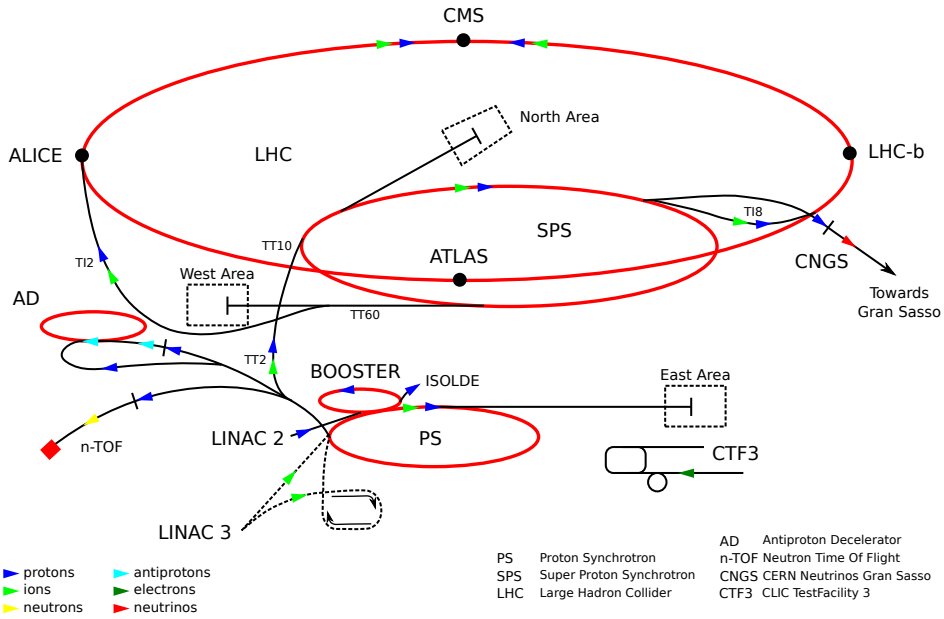 CMS
North Area
ALICE
LHC
LHC-b
TI8
SPS
TT10
ATLAS
TI2
West Area
CNGS
AD
Towards
Gran Sasso
TT60
TT2
BOOSTER
ISOLDE
East Area
LINAC 2
PS
n-TOF
CTF3
LINAC 3
protons
ions
neutrons
antiprotons
electrons
neutrinos
PS Proton Synchrotron
SPS Super Proton Synchrotron
LHC Large Hadron Collider
AD Antiproton Decelerator
n-TOF Neutron Time Of Flight
CNGS CERN Neutrinos Gran Sasso
CTF3 CLIC TestFacility 3